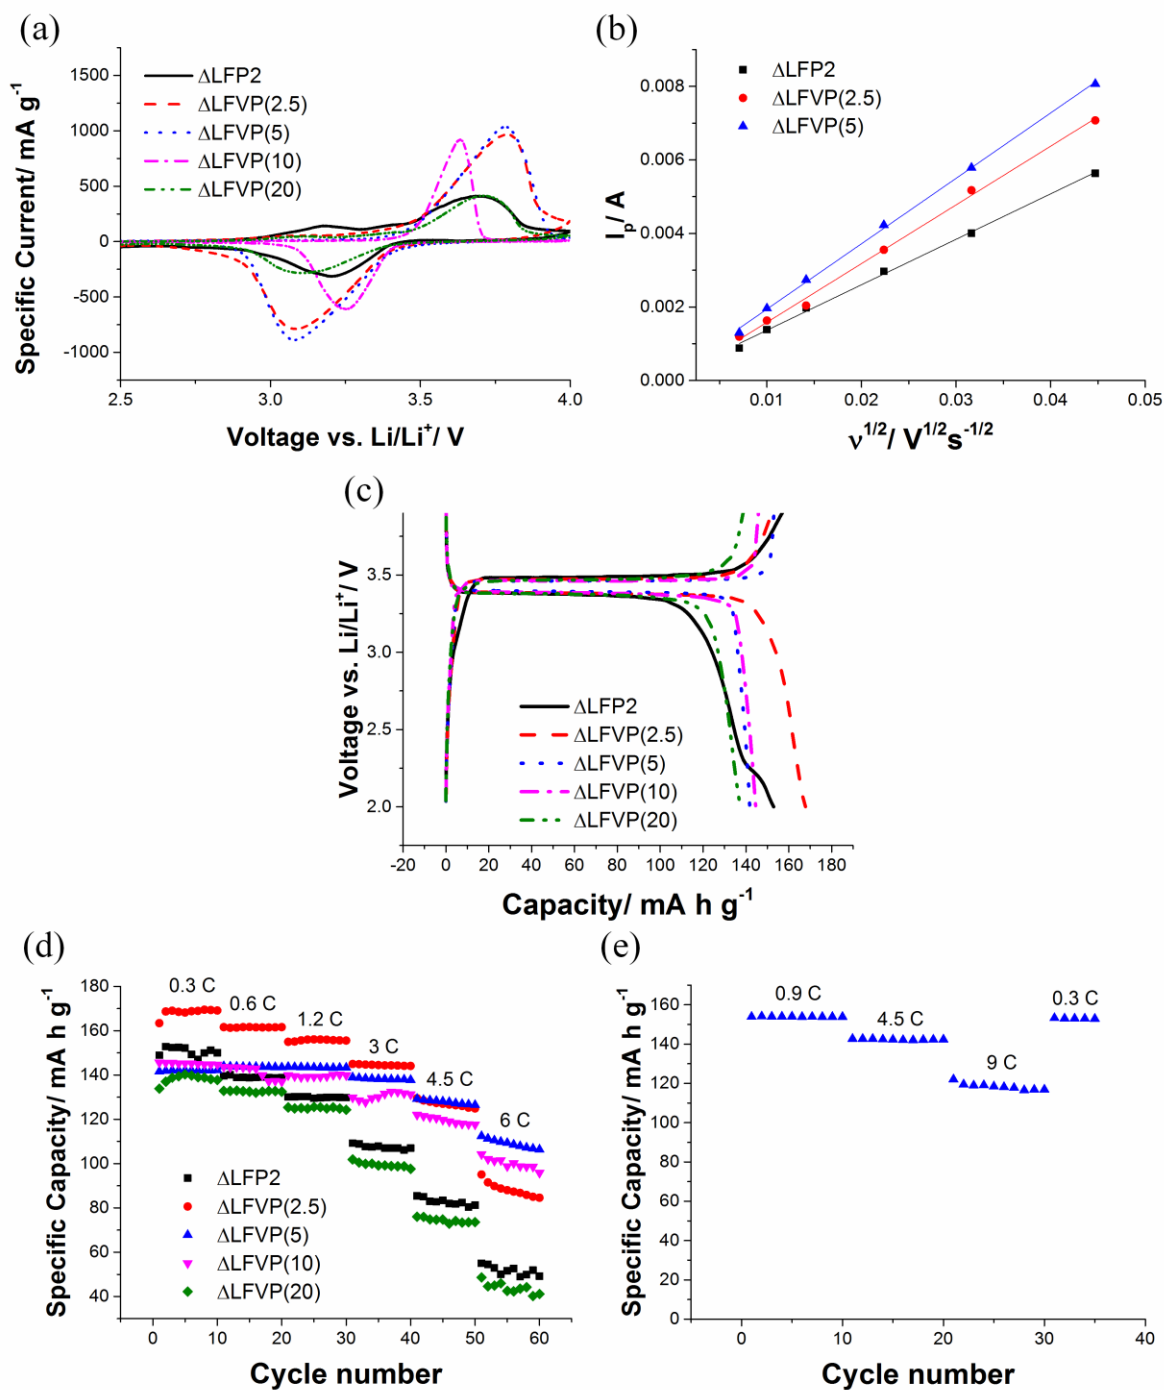 (a)
1500
1000
500
0
-500
-1000
Specific Current/ mA g⁻¹
ΔLFP2
ΔLFVP(2.5)
ΔLFVP(5)
ΔLFVP(10)
ΔLFVP(20)
2.5
3.0
3.5
4.0
Voltage vs. Li/Li⁺/ V
(b)
0.008
0.006
0.004
0.002
0.000
Iₚ/ A
ΔLFP2
ΔLFVP(2.5)
ΔLFVP(5)
0.01
0.02
0.03
0.04
0.05
ν¹/²/ V¹/²s⁻¹/²
(c)
3.5
3.0
2.5
2.0
Voltage vs. Li/Li⁺/ V
ΔLFP2
ΔLFVP(2.5)
ΔLFVP(5)
ΔLFVP(10)
ΔLFVP(20)
-20
0
20
40
60
80
100
120
140
160
180
Capacity/ mA h g⁻¹
(d)
180
160
140
120
100
80
60
40
Specific Capacity/ mA h g⁻¹
0.3 C
0.6 C
1.2 C
3 C
4.5 C
6 C
ΔLFP2
ΔLFVP(2.5)
ΔLFVP(5)
ΔLFVP(10)
ΔLFVP(20)
0
10
20
30
40
50
60
Cycle number
(e)
160
140
120
100
80
60
40
20
0
Specific Capacity/ mA h g⁻¹
0.9 C
4.5 C
9 C
0.3 C
0
10
20
30
40
Cycle number